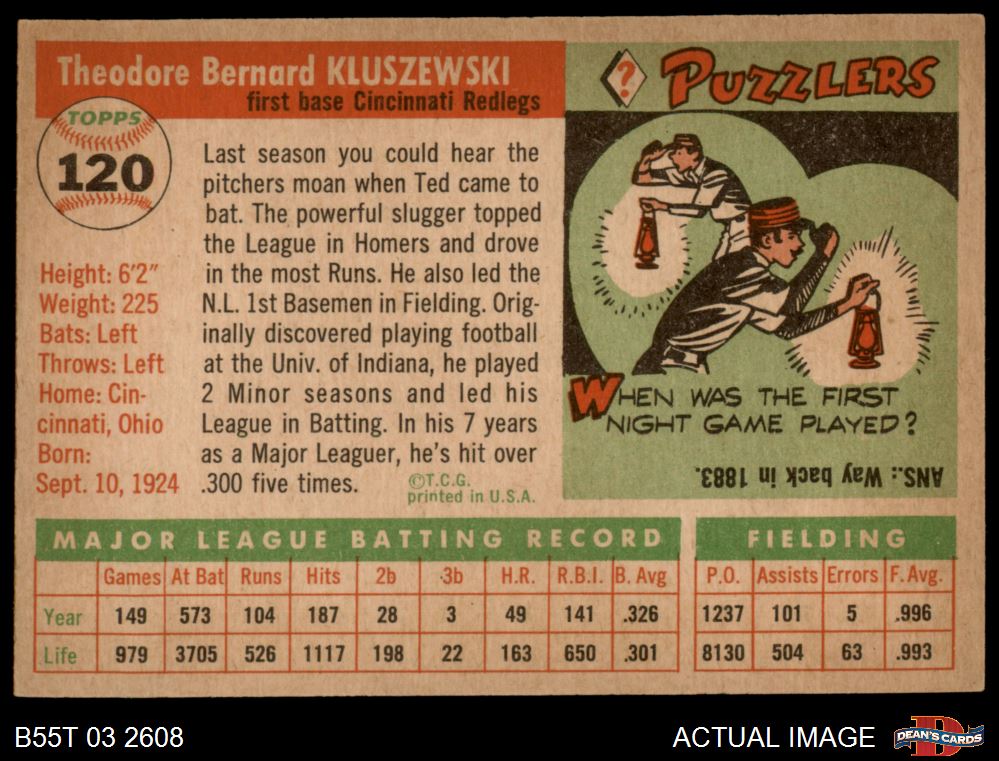 Theodore Bernard KLUSZEWSKI
first base Cincinnati Redlegs
TOPPS
120
Height: 6'2"
Weight: 225
Bats: Left
Throws: Left
Home: Cin-
cinnati, Ohio
Born:
Sept. 10, 1924
Last season you could hear the
pitchers moan when Ted came to
bat. The powerful slugger topped
the League in Homers and drove
in the most Runs. He also led the
N.L. 1st Basemen in Fielding. Orig-
inally discovered playing football
at the Univ. of Indiana, he played
2 Minor seasons and led his
League in Batting. In his 7 years
as a Major Leaguer, he's hit over
.300 five times.
©T.C.G.
printed in U.S.A.
? PUZZLERS
WHEN WAS THE FIRST
NIGHT GAME PLAYED?
ANS.: Way back in 1883.
MAJOR LEAGUE BATTING RECORD
Games At Bat Runs Hits 2b 3b H.R. R.B.I. B. Avg
Year 149 573 104 187 28 3 49 141 .326
Life 979 3705 526 1117 198 22 163 650 .301
FIELDING
P.O. Assists Errors F. Avg.
1237 101 5 .996
8130 504 63 .993
B55T 03 2608
ACTUAL IMAGE
D
DEAN'S CARDS